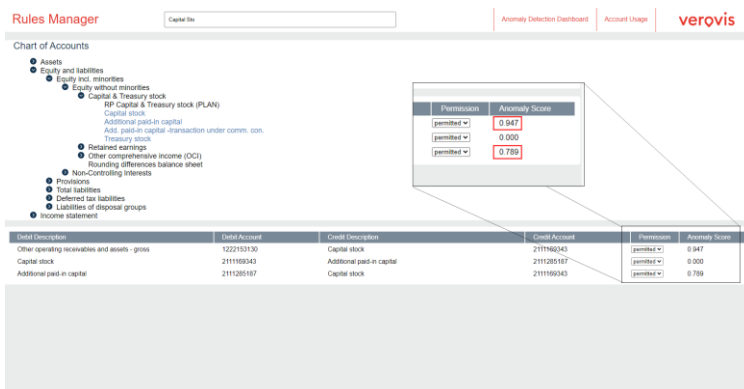 Rules Manager
Capital Sto
Anomaly Detection Dashboard
Account Usage
verovis
Chart of Accounts
Assets
Equity and liabilities
Equity incl. minorities
Equity without minorities
Capital & Treasury stock
RP Capital & Treasury stock (PLAN)
Capital stock
Additional paid-in capital
Add. paid-in capital -transaction under comm. con.
Treasury stock
Retained earnings
Other comprehensive income (OCI)
Rounding differences balance sheet
Non-Controlling Interests
Provisions
Total liabilities
Deferred tax liabilities
Liabilities of disposal groups
Income statement
Permission Anomaly Score
permitted 0.947
permitted 0.000
permitted 0.789
Debit Description Debit Account Credit Description Credit Account Permission Anomaly Score
Other operating receivables and assets - gross 1222153130 Capital stock 2111169343 permitted 0.947
Capital stock 2111169343 Additional paid-in capital 2111285187 permitted 0.000
Additional paid-in capital 2111285187 Capital stock 2111169343 permitted 0.789